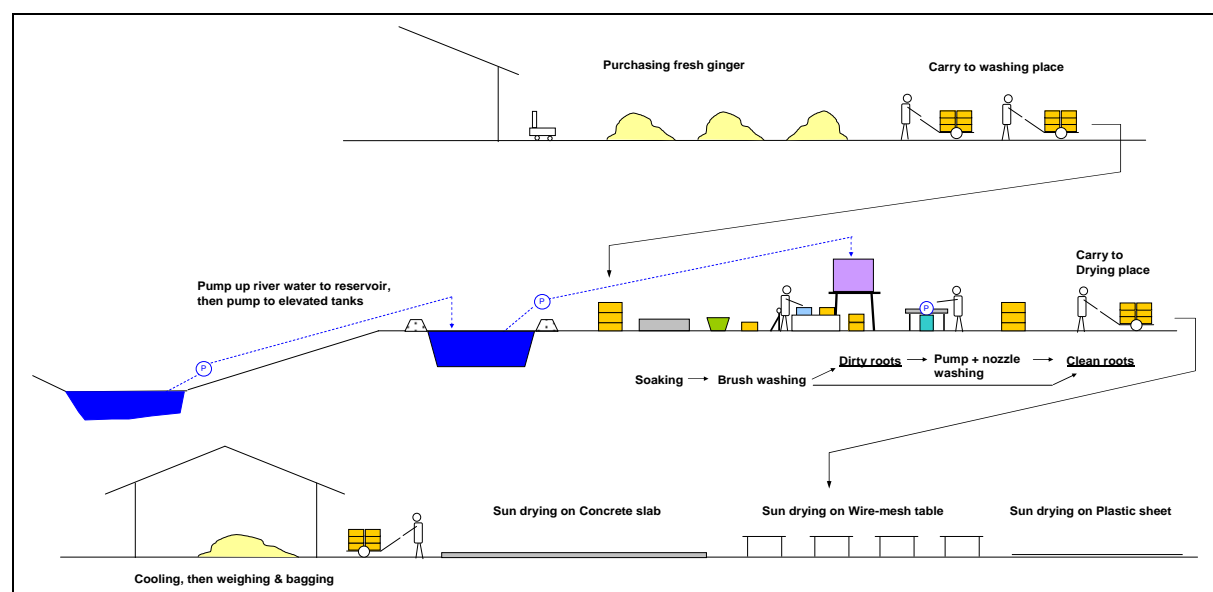 Purchasing fresh ginger
Carry to washing place
Pump up river water to reservoir,
then pump to elevated tanks
P
P
P
Carry to
Drying place
Soaking
Brush washing
Dirty roots
Pump + nozzle
washing
Clean roots
Sun drying on Concrete slab
Sun drying on Wire-mesh table
Sun drying on Plastic sheet
Cooling, then weighing & bagging